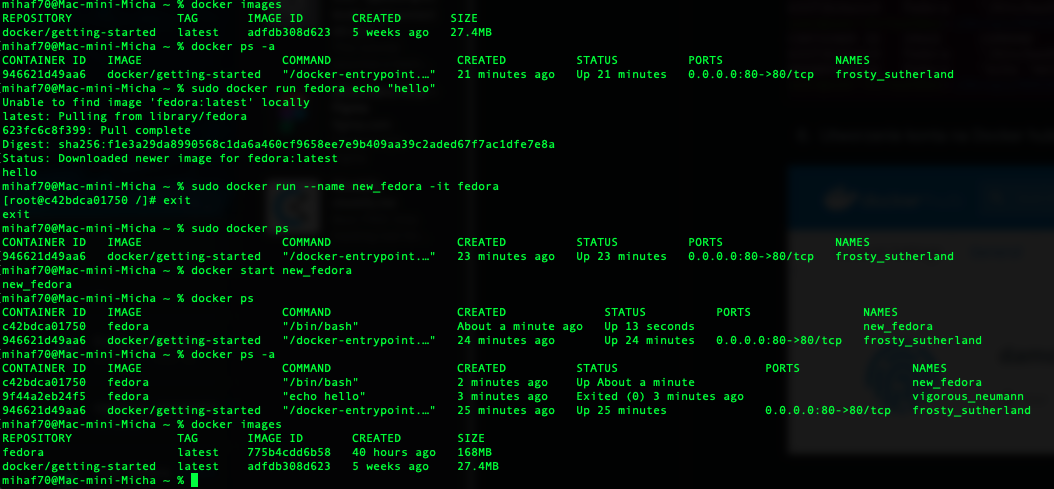 mihaf70@Mac-mini-Micha ~ % docker images
REPOSITORY TAG IMAGE ID CREATED SIZE
docker/getting-started latest adfdb308d623 5 weeks ago 27.4MB
[mihaf70@Mac-mini-Micha ~ % docker ps -a
CONTAINER ID IMAGE COMMAND CREATED STATUS PORTS NAMES
946621d49aa6 docker/getting-started "/docker-entrypoint.…" 21 minutes ago Up 21 minutes 0.0.0.0:80->80/tcp frosty_sutherland
[mihaf70@Mac-mini-Micha ~ % sudo docker run fedora echo "hello"
Unable to find image 'fedora:latest' locally
latest: Pulling from library/fedora
623fc6c8f399: Pull complete
Digest: sha256:f1e3a29da8990568c1da6a460cf9658ee7e9b409aa39c2aded67f7ac1dfe7e8a
Status: Downloaded newer image for fedora:latest
hello
mihaf70@Mac-mini-Micha ~ % sudo docker run --name new_fedora -it fedora
[root@c42bdca01750 /]# exit
exit
mihaf70@Mac-mini-Micha ~ % sudo docker ps
CONTAINER ID IMAGE COMMAND CREATED STATUS PORTS NAMES
946621d49aa6 docker/getting-started "/docker-entrypoint.…" 23 minutes ago Up 23 minutes 0.0.0.0:80->80/tcp frosty_sutherland
mihaf70@Mac-mini-Micha ~ % docker start new_fedora
new_fedora
mihaf70@Mac-mini-Micha ~ % docker ps
CONTAINER ID IMAGE COMMAND CREATED STATUS PORTS NAMES
c42bdca01750 fedora "/bin/bash" About a minute ago Up 13 seconds new_fedora
946621d49aa6 docker/getting-started "/docker-entrypoint.…" 24 minutes ago Up 24 minutes 0.0.0.0:80->80/tcp frosty_sutherland
mihaf70@Mac-mini-Micha ~ % docker ps -a
CONTAINER ID IMAGE COMMAND CREATED STATUS PORTS NAMES
c42bdca01750 fedora "/bin/bash" 2 minutes ago Up About a minute new_fedora
9f44a2eb24f5 fedora "echo hello" 3 minutes ago Exited (0) 3 minutes ago vigorous_neumann
946621d49aa6 docker/getting-started "/docker-entrypoint.…" 25 minutes ago Up 25 minutes 0.0.0.0:80->80/tcp frosty_sutherland
mihaf70@Mac-mini-Micha ~ % docker images
REPOSITORY TAG IMAGE ID CREATED SIZE
fedora latest 775b4cdd6b58 40 hours ago 168MB
docker/getting-started latest adfdb308d623 5 weeks ago 27.4MB
mihaf70@Mac-mini-Micha ~ %